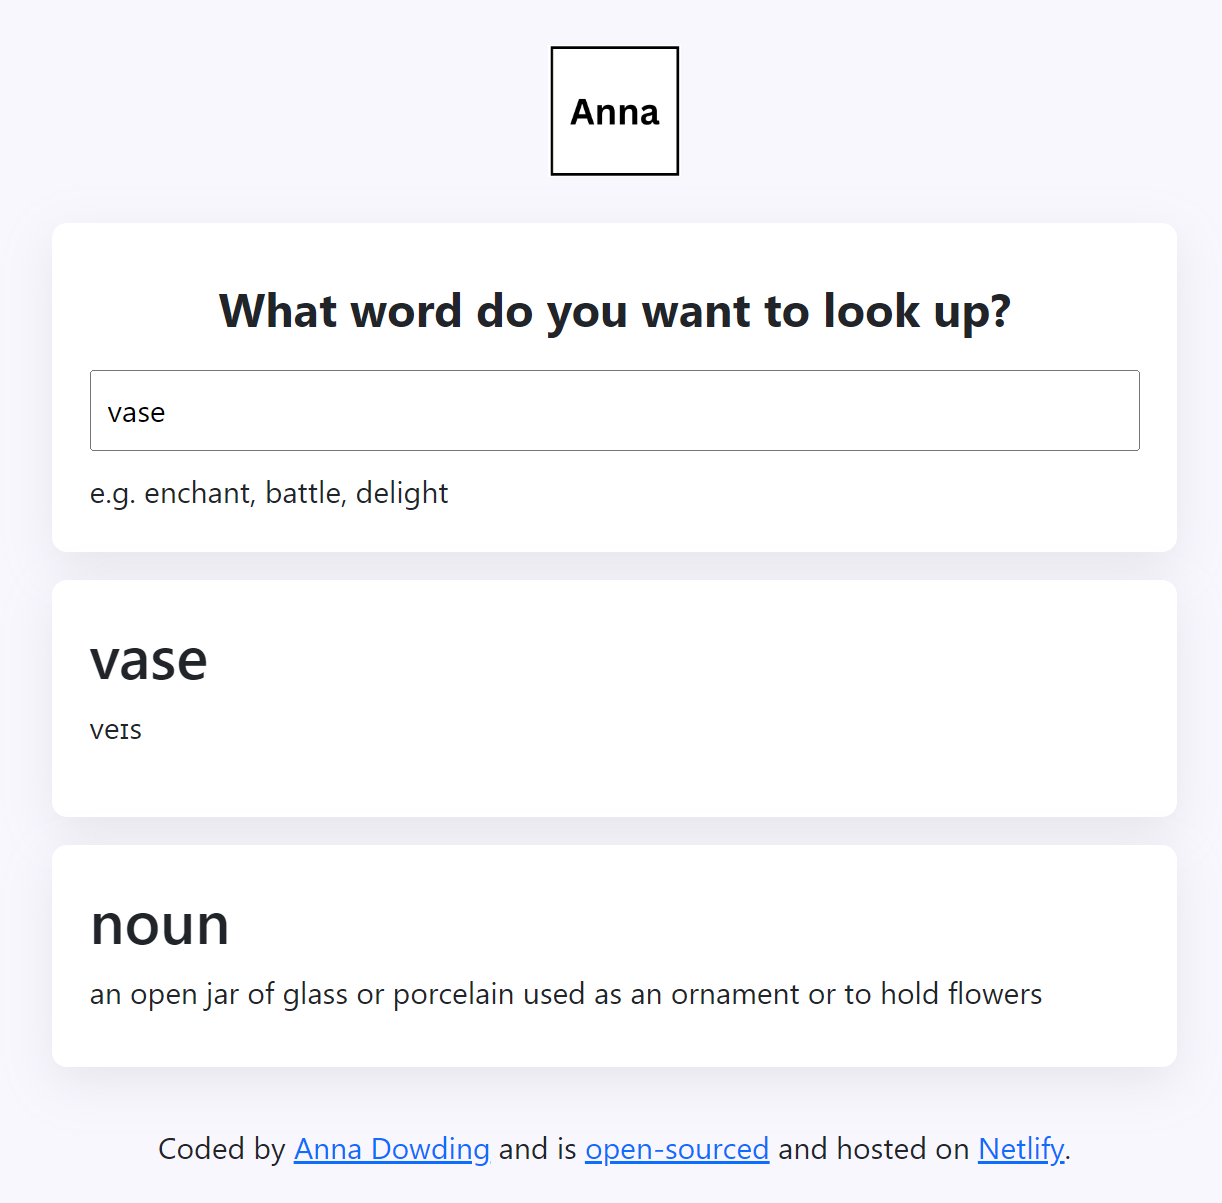 Anna
What word do you want to look up?
vase
e.g. enchant, battle, delight
vase
veɪs
noun
an open jar of glass or porcelain used as an ornament or to hold flowers
Coded by Anna Dowding and is open-sourced and hosted on Netlify.